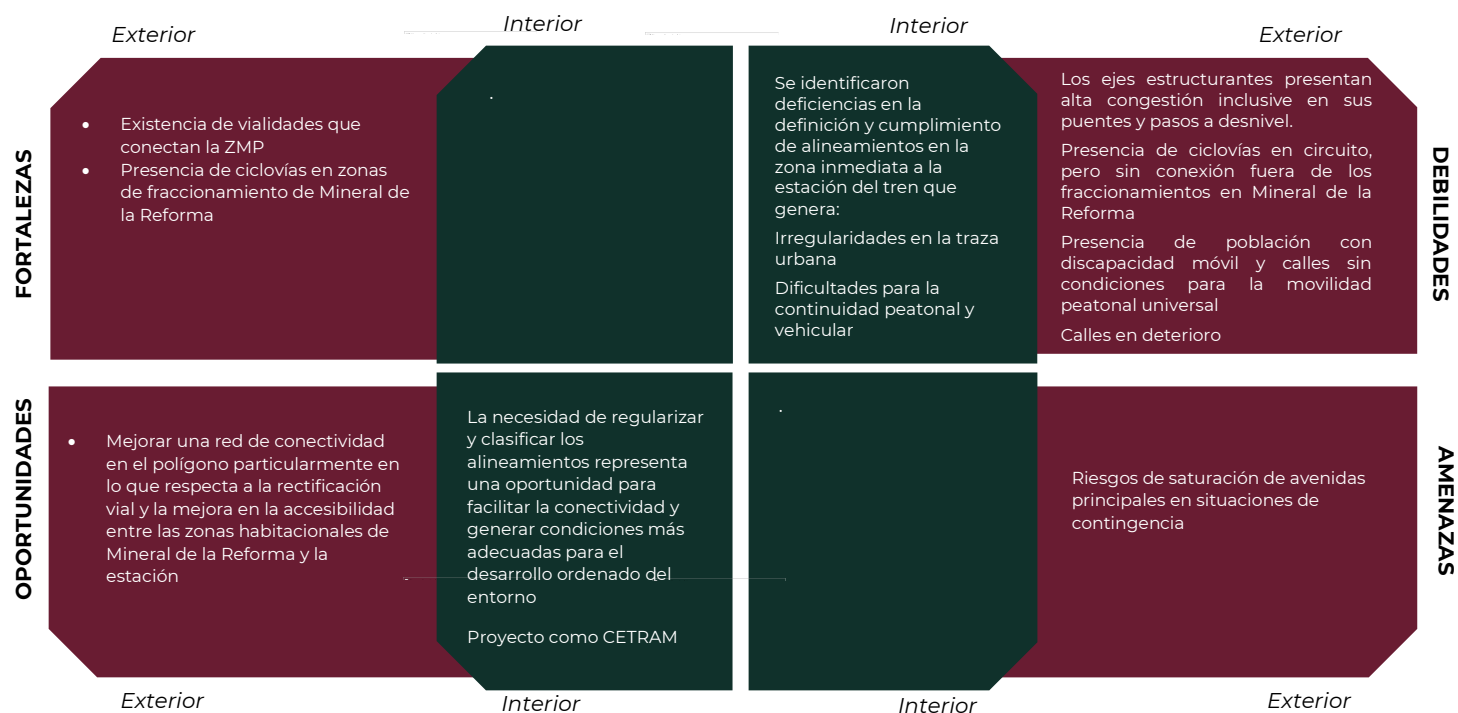 Exterior
Interior
Interior
Exterior
FORTALEZAS
• Existencia de vialidades que
conectan la ZMP
• Presencia de ciclovías en zonas
de fraccionamiento de Mineral de
la Reforma
.
Se identificaron
deficiencias en la
definición y cumplimiento
de alineamientos en la
zona inmediata a la
estación del tren que
genera:
Irregularidades en la traza
urbana
Dificultades para la
continuidad peatonal y
vehicular
Los ejes estructurantes presentan
alta congestión inclusive en sus
puentes y pasos a desnivel.
Presencia de ciclovías en circuito,
pero sin conexión fuera de los
fraccionamientos en Mineral de la
Reforma
Presencia de población con
discapacidad móvil y calles sin
condiciones para la movilidad
peatonal universal
Calles en deterioro
DEBILIDADES
OPORTUNIDADES
• Mejorar una red de conectividad
en el polígono particularmente en
lo que respecta a la rectificación
vial y la mejora en la accesibilidad
entre las zonas habitacionales de
Mineral de la Reforma y la
estación
La necesidad de regularizar
y clasificar los
alineamientos representa
una oportunidad para
facilitar la conectividad y
generar condiciones más
adecuadas para el
desarrollo ordenado del
entorno
Proyecto como CETRAM
.
Riesgos de saturación de avenidas
principales en situaciones de
contingencia
AMENAZAS
Exterior
Interior
Interior
Exterior